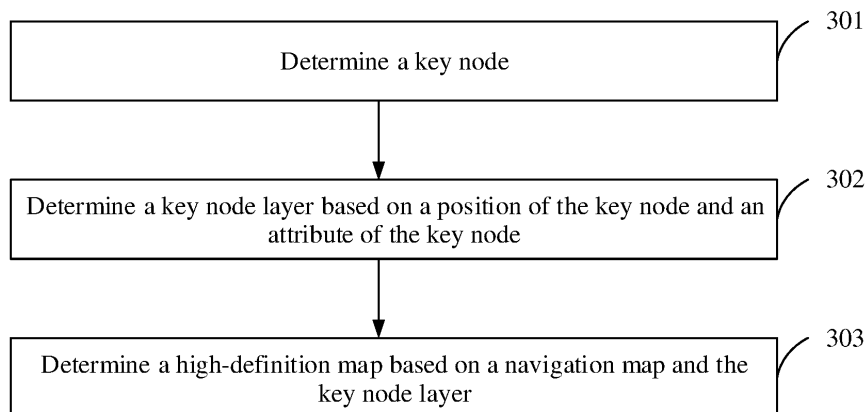 301
Determine a key node
302
Determine a key node layer based on a position of the key node and an
attribute of the key node
303
Determine a high-definition map based on a navigation map and the
key node layer